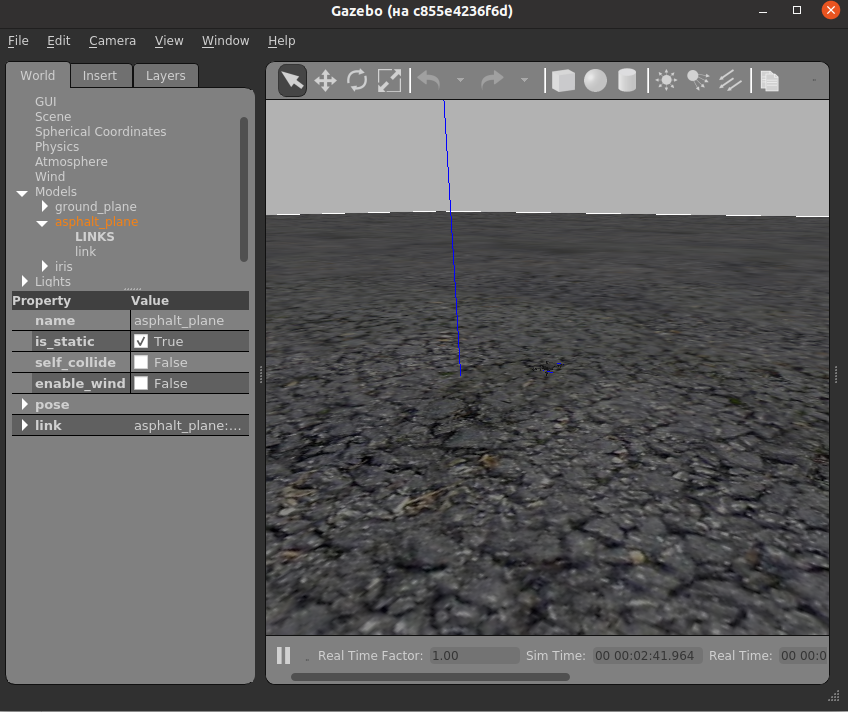 Gazebo (на c855e4236f6d)
File Edit Camera View Window Help
World Insert Layers
GUI
Scene
Spherical Coordinates
Physics
Atmosphere
Wind
Models
ground_plane
asphalt_plane
LINKS
link
iris
Lights
Property Value
name asphalt_plane
is_static True
self_collide False
enable_wind False
pose
link asphalt_plane:...
Real Time Factor: 1.00 Sim Time: 00 00:02:41.964 Real Time: 00 00:0